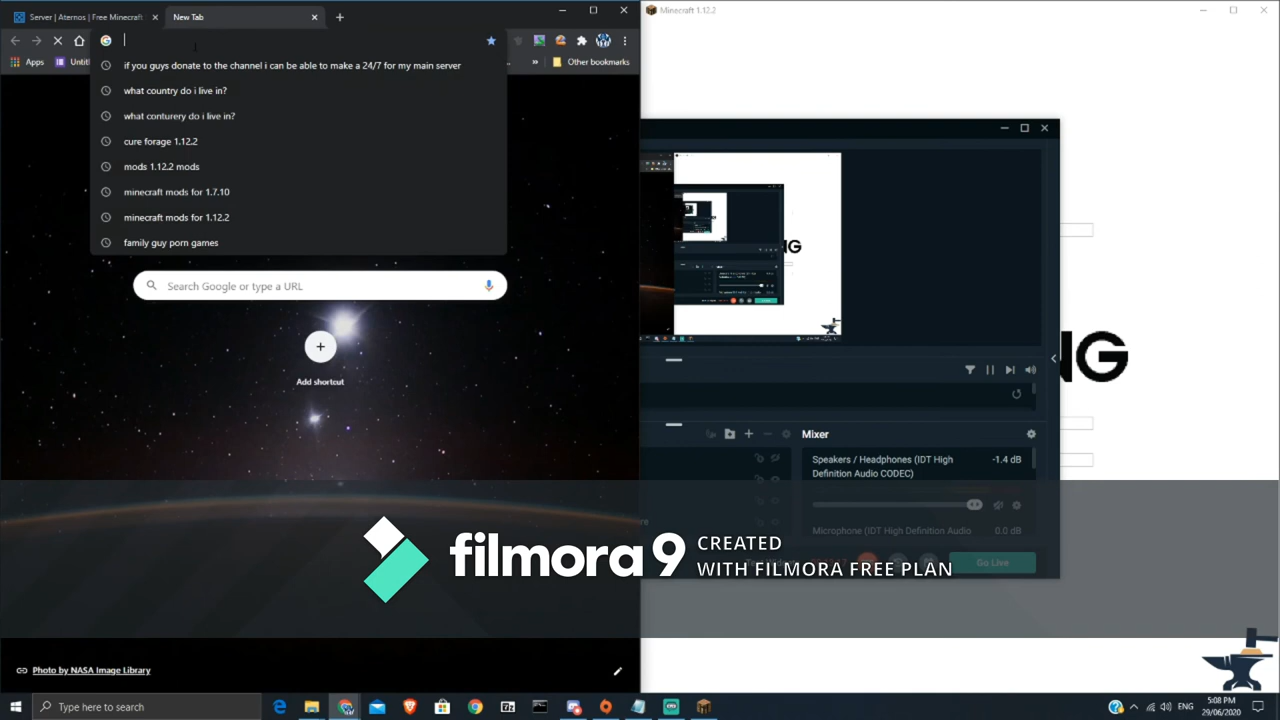 Server | Aternos | Free Minecraft
New Tab
Minecraft 1.12.2
Apps
Untitl
Other bookmarks
if you guys donate to the channel i can be able to make a 24/7 for my main server
what country do i live in?
what conturery do i live in?
cure forage 1.12.2
mods 1.12.2 mods
minecraft mods for 1.7.10
minecraft mods for 1.12.2
family guy porn games
Search Google or type a URL
Add shortcut
NG
NG
Mixer
Speakers / Headphones (IDT High
Definition Audio CODEC)
-1.4 dB
Microphone (IDT High Definition Audio
0.0 dB
Go Live
filmora9
CREATED
WITH FILMORA FREE PLAN
Photo by NASA Image Library
Type here to search
ENG
5:08 PM
29/06/2020